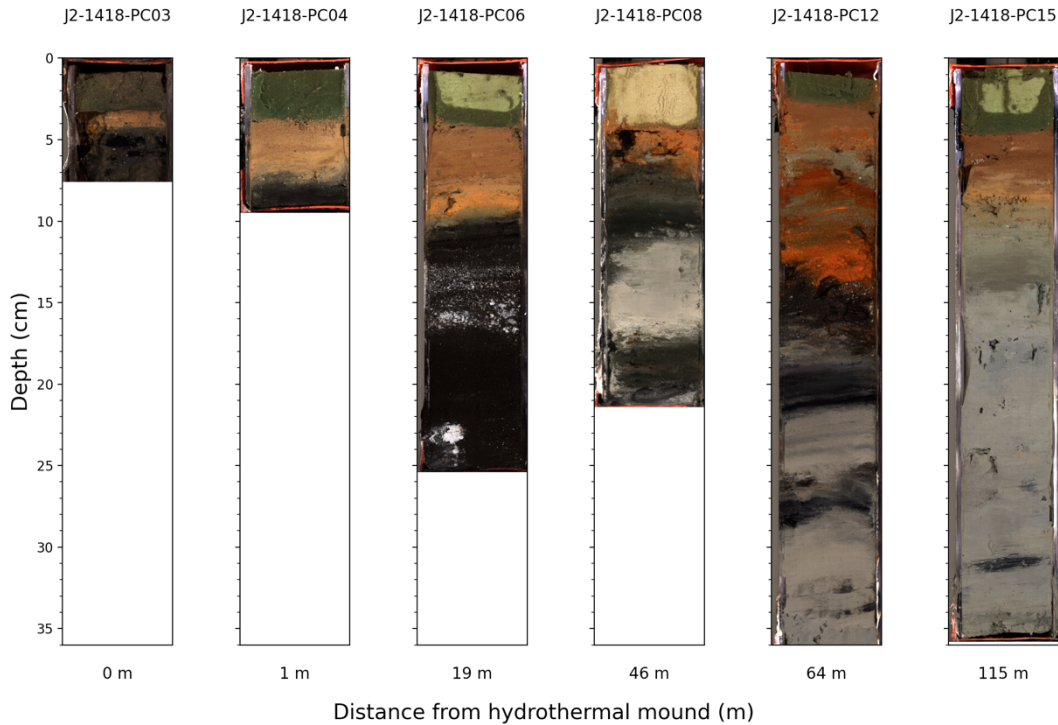 J2-1418-PC03 J2-1418-PC04 J2-1418-PC06 J2-1418-PC08 J2-1418-PC12 J2-1418-PC15
0
5
10
15
20
25
30
35
Depth (cm)
0 m 1 m 19 m 46 m 64 m 115 m
Distance from hydrothermal mound (m)